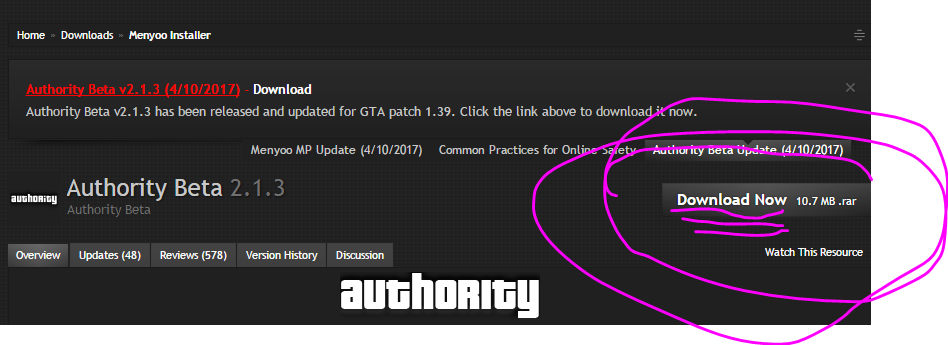 Home » Downloads » Menyoo Installer
Authority Beta v2.1.3 (4/10/2017) - Download
Authority Beta v2.1.3 has been released and updated for GTA patch 1.39. Click the link above to download it now.
Menyoo MP Update (4/10/2017) Common Practices for Online Safety Authority Beta Update (4/10/2017)
authority
Authority Beta 2.1.3
Authority Beta
Download Now 10.7 MB .rar
Watch This Resource
Overview Updates (48) Reviews (578) Version History Discussion
authority